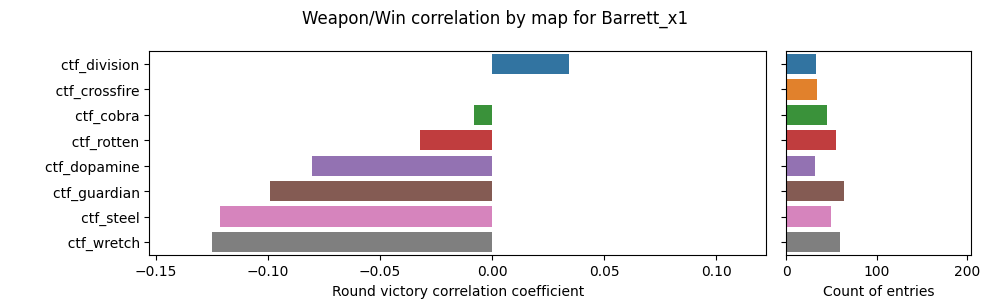 Weapon/Win correlation by map for Barrett_x1
ctf_division
ctf_crossfire
ctf_cobra
ctf_rotten
ctf_dopamine
ctf_guardian
ctf_steel
ctf_wretch
−0.15 −0.10 −0.05 0.00 0.05 0.10
Round victory correlation coefficient
0 100 200
Count of entries